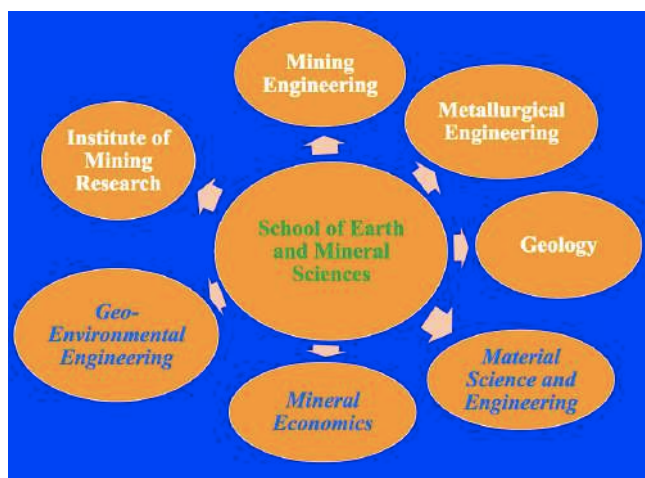 Mining
Engineering
Metallurgical
Engineering
Institute of
Mining
Research
School of Earth
and Mineral
Sciences
Geology
Geo-
Environmental
Engineering
Material
Science and
Engineering
Mineral
Economics